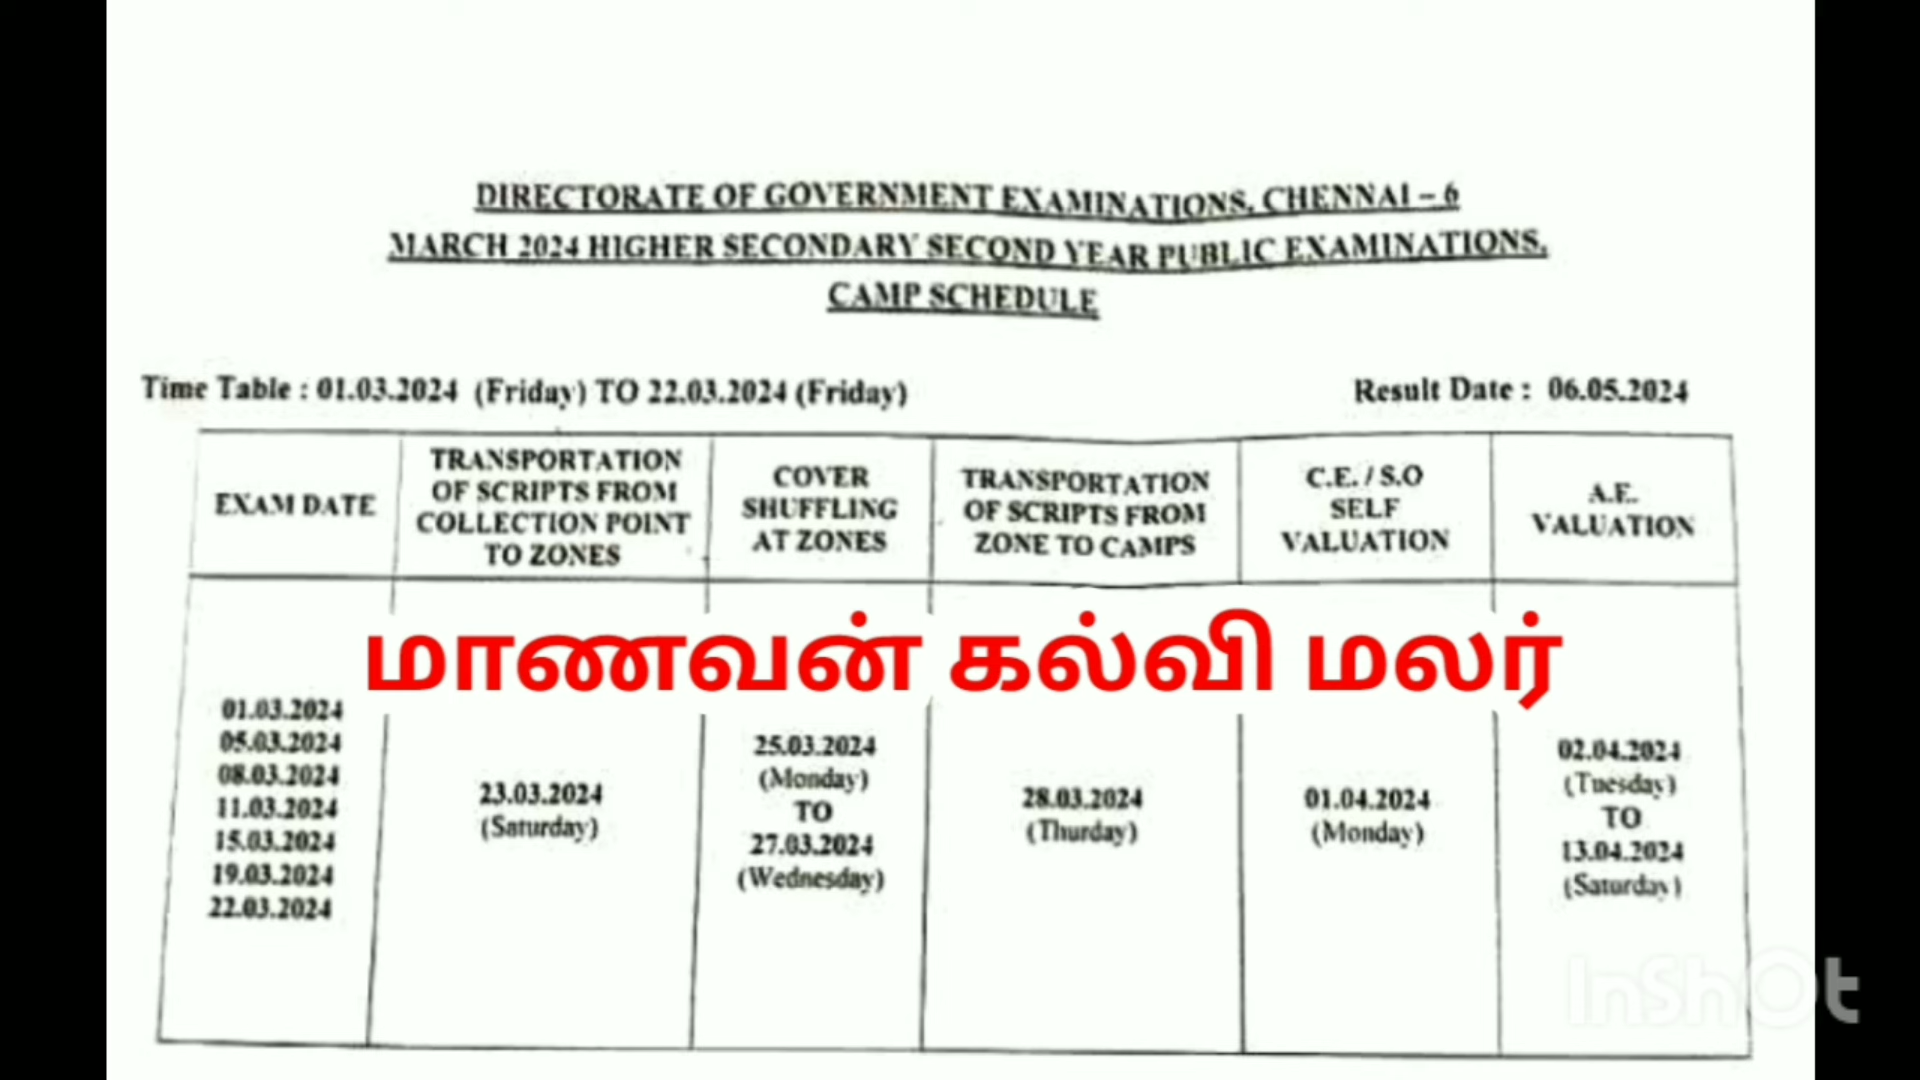 DIRECTORATE OF GOVERNMENT EXAMINATIONS, CHENNAI – 6
MARCH 2024 HIGHER SECONDARY SECOND YEAR PUBLIC EXAMINATIONS,
CAMP SCHEDULE
Time Table : 01.03.2024 (Friday) TO 22.03.2024 (Friday)
Result Date : 06.05.2024
EXAM DATE
TRANSPORTATION
OF SCRIPTS FROM
COLLECTION POINT
TO ZONES
COVER
SHUFFLING
AT ZONES
TRANSPORTATION
OF SCRIPTS FROM
ZONE TO CAMPS
C.E. / S.O
SELF
VALUATION
A.E.
VALUATION
மாணவன் கல்வி மலர்
01.03.2024
05.03.2024
08.03.2024
11.03.2024
15.03.2024
19.03.2024
22.03.2024
23.03.2024
(Saturday)
25.03.2024
(Monday)
TO
27.03.2024
(Wednesday)
28.03.2024
(Thurday)
01.04.2024
(Monday)
02.04.2024
(Tuesday)
TO
13.04.2024
(Saturday)
InShOt